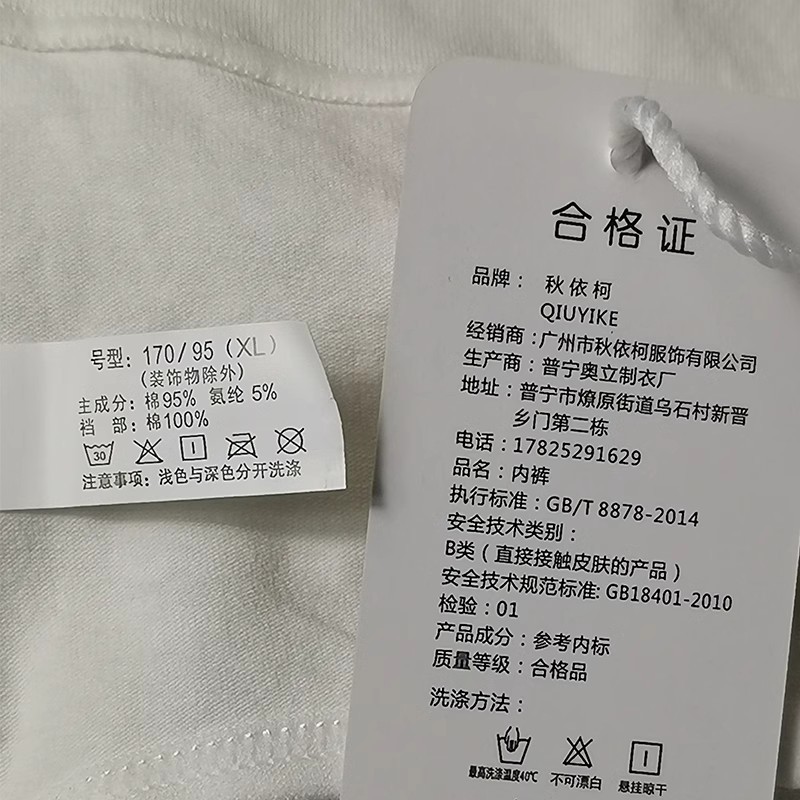 号型: 170/95 (XL)
(装饰物除外)
主成分: 棉95% 氨纶 5%
裆 部: 棉100%
30
注意事项: 浅色与深色分开洗涤
合格证
品牌: 秋依柯
QIUYIKE
经销商:广州市秋依柯服饰有限公司
生产商:普宁奥立制衣厂
地址:普宁市燎原街道乌石村新晋
乡门第二栋
电话:17825291629
品名:内裤
执行标准:GB/T 8878-2014
安全技术类别:
B类(直接接触皮肤的产品)
安全技术规范标准: GB18401-2010
检验:01
产品成分:参考内标
质量等级:合格品
洗涤方法:
最高洗涤温度40℃ 不可漂白 悬挂晾干